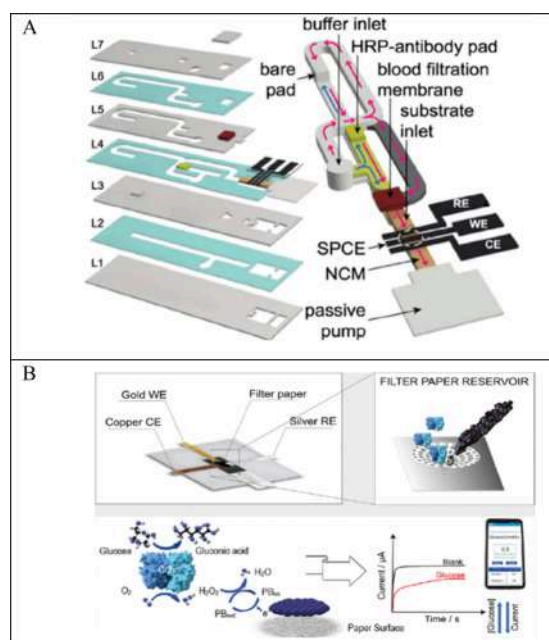 A
L7
L6
L5
L4
L3
L2
L1
buffer inlet
HRP-antibody pad
blood filtration
membrane
bare
pad
substrate
inlet
RE
WE
CE
SPCE
NCM
passive
pump
B
Gold WE
Filter paper
Copper CE
Silver RE
FILTER PAPER RESERVOIR
Glucose
Gluconic acid
O₂
H₂O₂
H₂O
Paper Surface
Current / µA
Blank
Glucose
Time / s
[Glucose]
Current